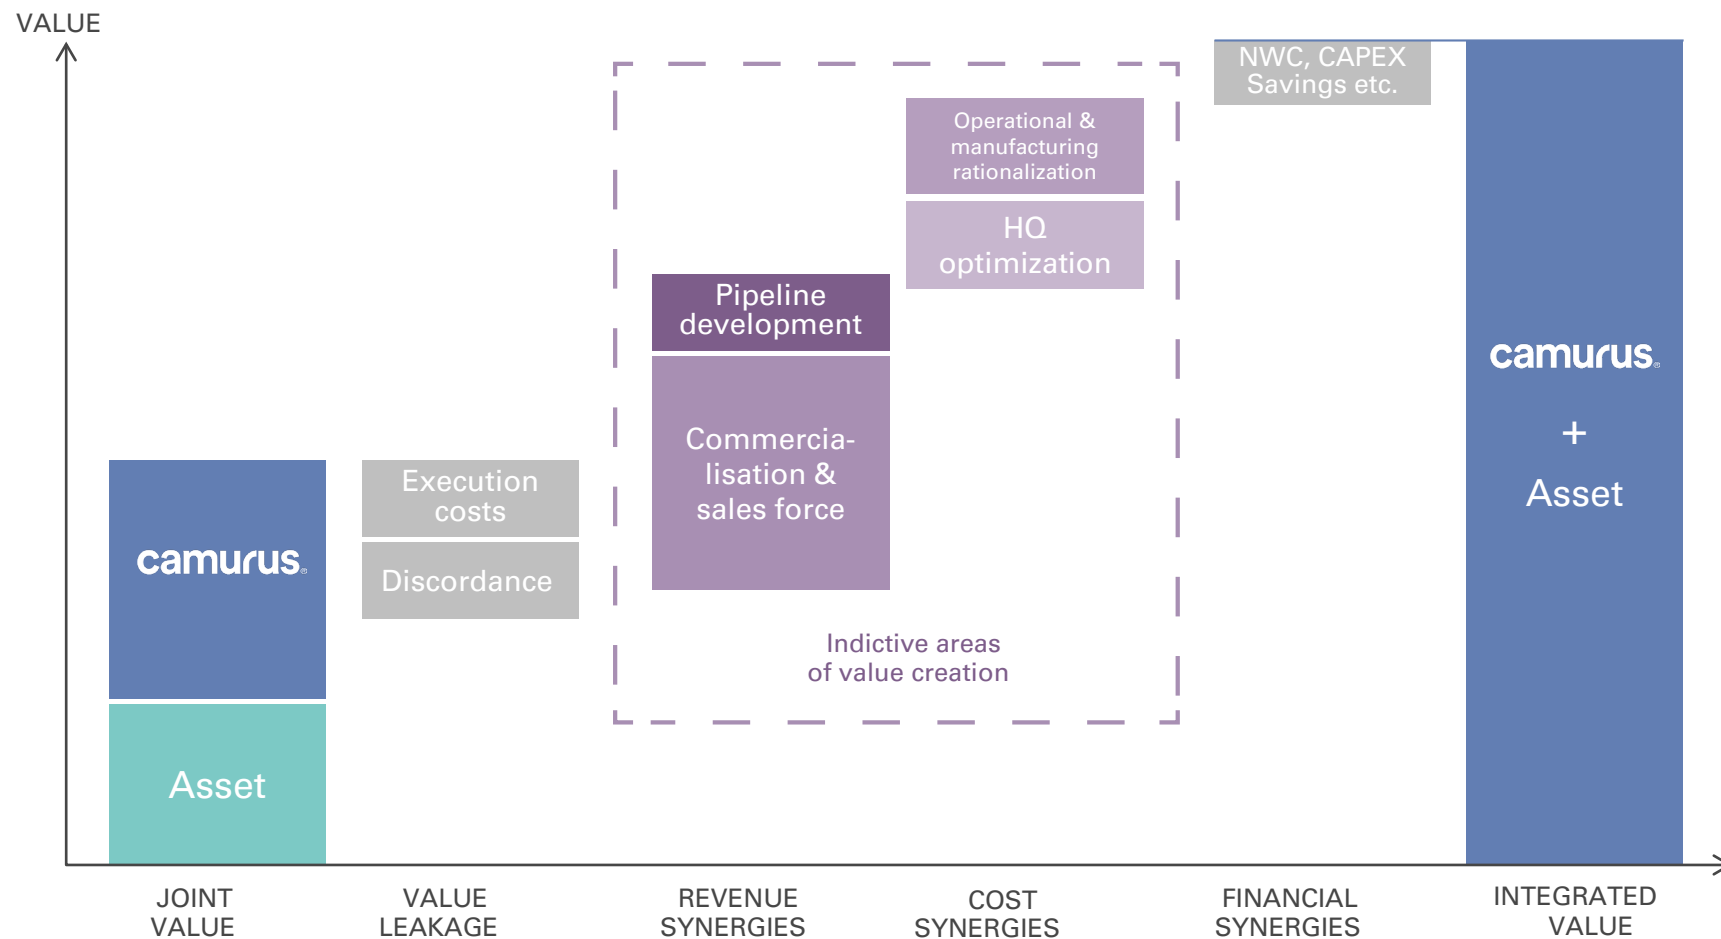 VALUE
NWC, CAPEX
Savings etc.
Operational &
manufacturing
rationalization
HQ
optimization
Pipeline
development
Commercia-
lisation &
sales force
Indictive areas
of value creation
Execution
costs
Discordance
camurus®
Asset
camurus®
+
Asset
JOINT
VALUE
VALUE
LEAKAGE
REVENUE
SYNERGIES
COST
SYNERGIES
FINANCIAL
SYNERGIES
INTEGRATED
VALUE